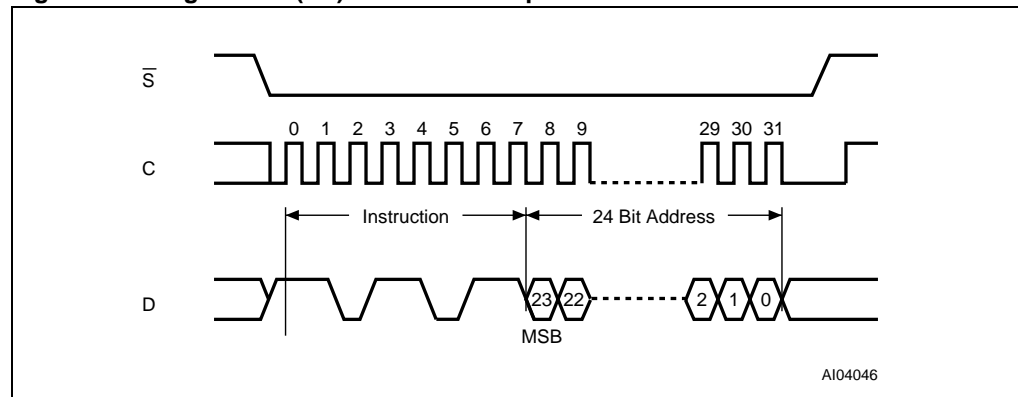 S
0 1 2 3 4 5 6 7 8 9 29 30 31
C
Instruction 24 Bit Address
D 23 22 2 1 0
MSB
AI04046